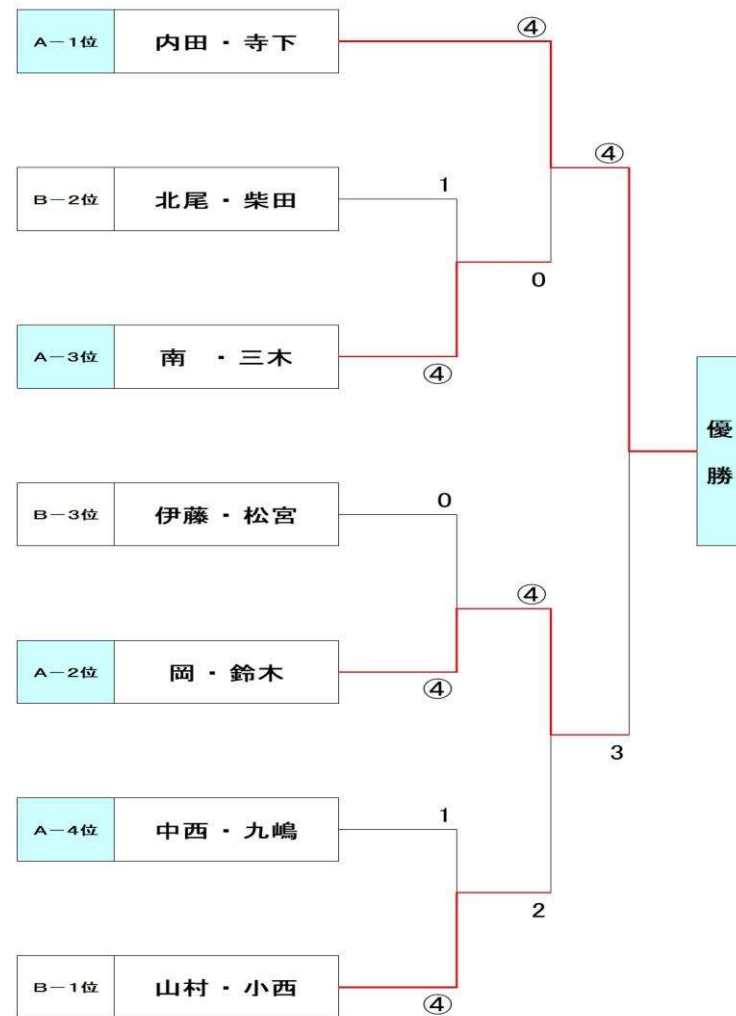 ④
A－1位 内田 ・ 寺下
④
B－2位 北尾 ・ 柴田
1
0
A－3位 南 ・ 三木
④
優勝
B－3位 伊藤 ・ 松宮
0
④
A－2位 岡 ・ 鈴木
④
3
A－4位 中西 ・ 九嶋
1
2
B－1位 山村 ・ 小西
④